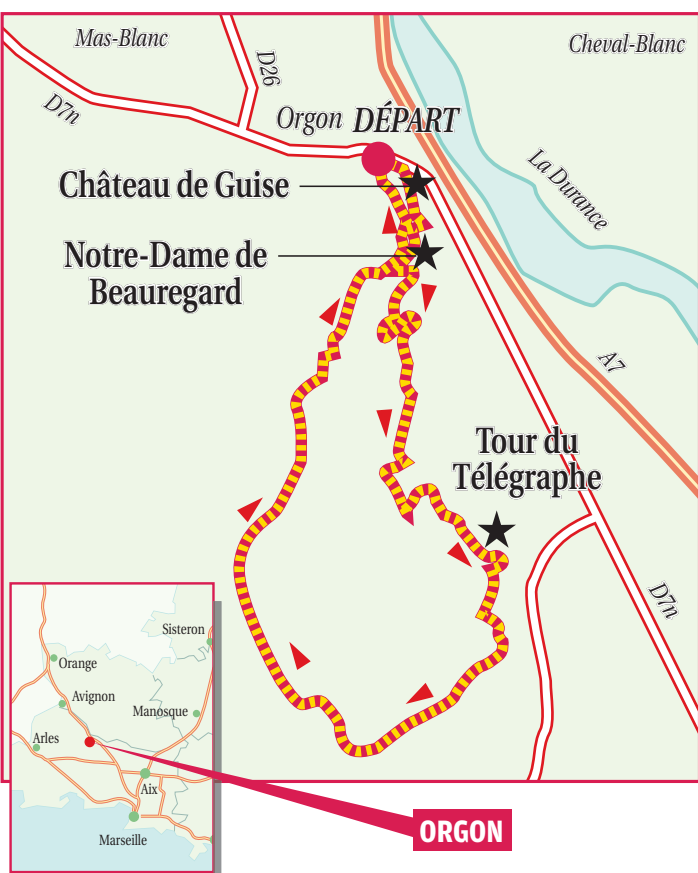 Mas-Blanc
Cheval-Blanc
D26
D7n
Orgon DÉPART
La Durance
Château de Guise
Notre-Dame de
Beauregard
A7
Tour du
Télégraphe
D7n
Sisteron
Orange
Avignon
Manosque
Arles
Aix
Marseille
ORGON